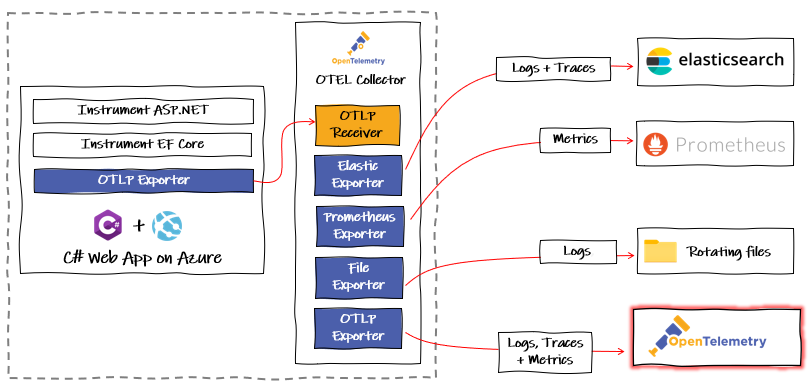 Instrument ASP.NET
Instrument EF Core
OTLP Exporter
C#
+
C# Web App on Azure
OpenTelemetry
OTEL Collector
OTLP
Receiver
Elastic
Exporter
Prometheus
Exporter
File
Exporter
OTLP
Exporter
Logs + Traces
Metrics
Logs
Logs, Traces
+ Metrics
elasticsearch
Prometheus
Rotating files
OpenTelemetry